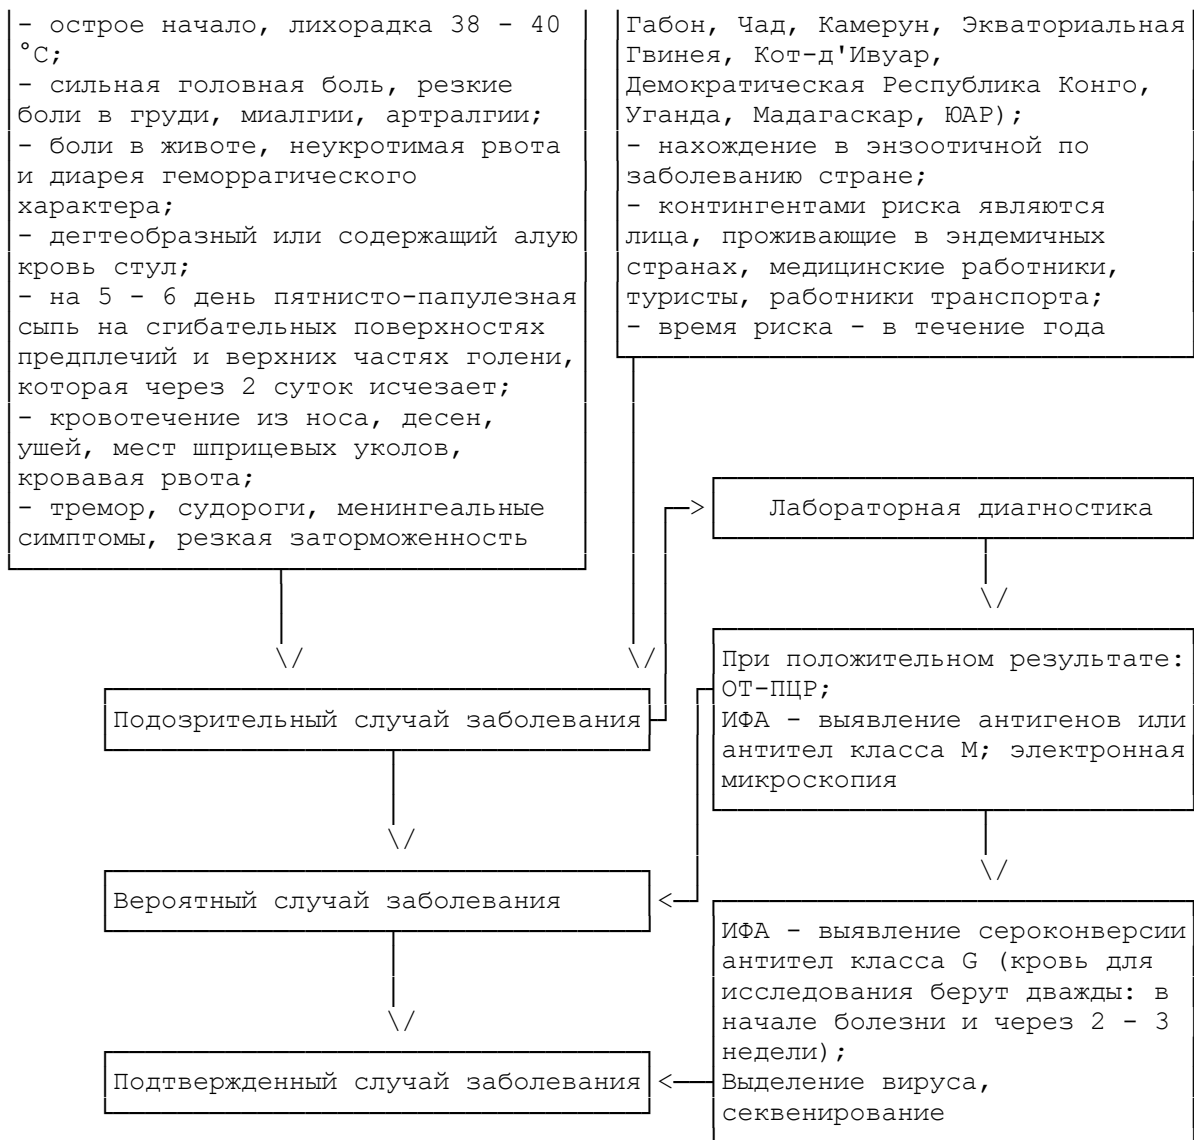 - острое начало, лихорадка 38 - 40
°C;
- сильная головная боль, резкие
боли в груди, миалгии, артралгии;
- боли в животе, неукротимая рвота
и диарея геморрагического
характера;
- дегтеобразный или содержащий алую
кровь стул;
- на 5 - 6 день пятнисто-папулезная
сыпь на сгибательных поверхностях
предплечий и верхних частях голени,
которая через 2 суток исчезает;
- кровотечение из носа, десен,
ушей, мест шприцевых уколов,
кровавая рвота;
- тремор, судороги, менингеальные
симптомы, резкая заторможенность
Габон, Чад, Камерун, Экваториальная
Гвинея, Кот-д'Ивуар,
Демократическая Республика Конго,
Уганда, Мадагаскар, ЮАР);
- нахождение в энзоотичной по
заболеванию стране;
- контингентами риска являются
лица, проживающие в эндемичных
странах, медицинские работники,
туристы, работники транспорта;
- время риска - в течение года
Лабораторная диагностика
При положительном результате:
ОТ-ПЦР;
ИФА - выявление антигенов или
антител класса M; электронная
микроскопия
Подозрительный случай заболевания
Вероятный случай заболевания
ИФА - выявление сероконверсии
антител класса G (кровь для
исследования берут дважды: в
начале болезни и через 2 - 3
недели);
Выделение вируса,
секвенирование
Подтвержденный случай заболевания